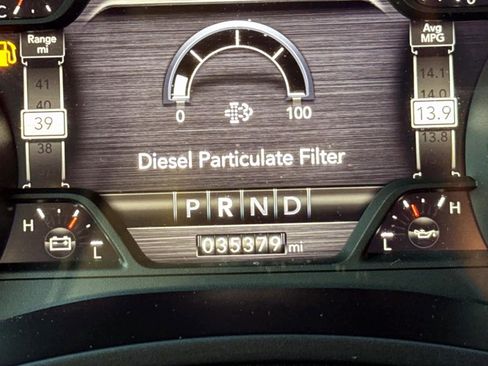 C
Range
mi
41
40
39
38
0
100
Diesel Particulate Filter
PRND
035379 mi
H
L
Avg
MPG
14.1
14.0
13.9
13.8
L
H